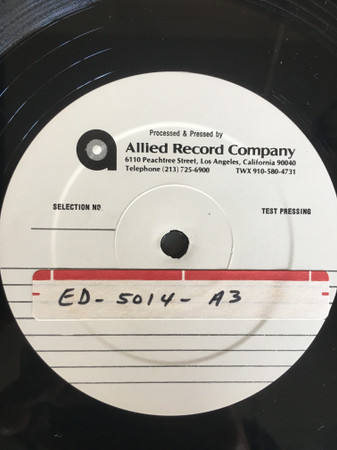 Processed & Pressed by
a Allied Record Company
6110 Peachtree Street, Los Angeles, California 90040
Telephone (213) 725-6900 TWX 910-580-4731
SELECTION NO. TEST PRESSING
ED-5014-A3